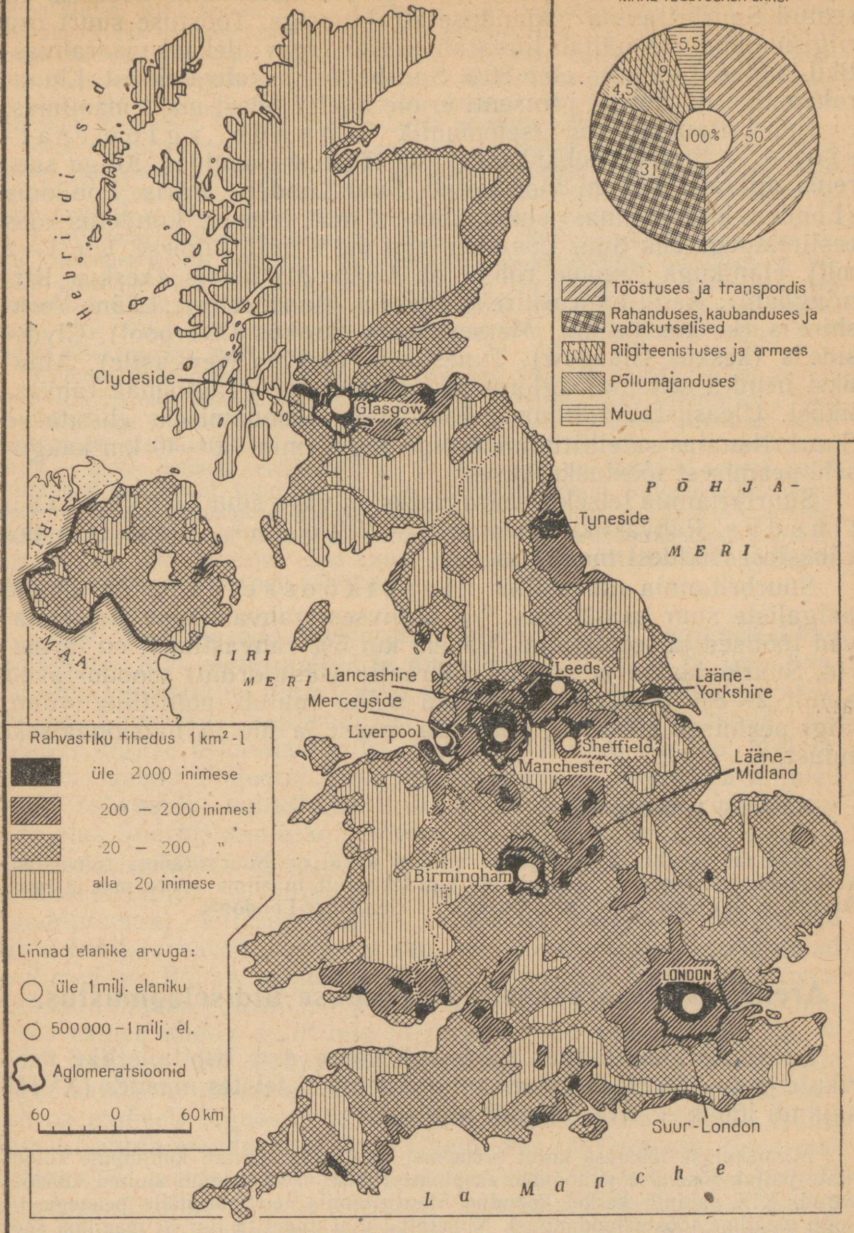 5,5
9
4,5
100%
50
31
Tööstuses ja transpordis
Rahanduses, kaubanduses ja
vabakutselised
Riigiteenistuses ja armees
Põllumajanduses
Muud
Hebriidi s-d
Clydeside
Glasgow
PÕHJA-
MERI
Tyneside
IIRI-
MAA
IIRI
MERI
Lancashire
Leeds
Lääne-
Yorkshire
Merceyside
Liverpool
Sheffield
Manchester
Lääne-
Midland
Birmingham
LONDON
Suur-London
La Manche
Rahvastiku tihedus 1 km²-l
üle 2000 inimese
200 – 2000 inimest
20 – 200 "
alla 20 inimese
Linnad elanike arvuga:
üle 1 milj. elaniku
500 000 – 1 milj. el.
Aglomeratsioonid
60 0 60 km